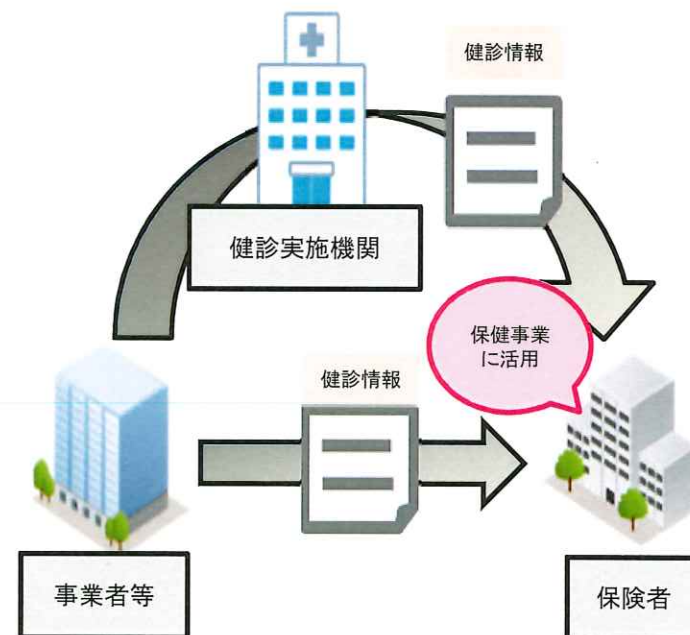 健診情報
健診実施機関
保健事業
に活用
健診情報
事業者等
保険者